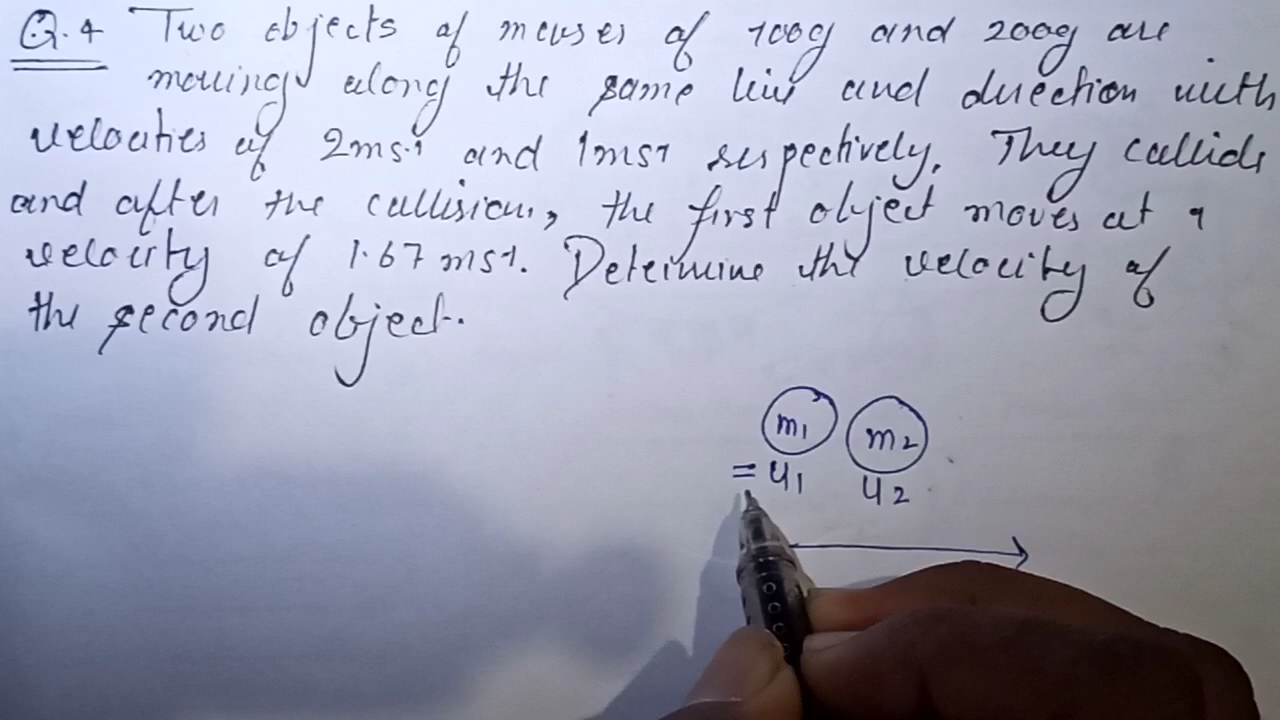 Q.4 Two objects of masses of 100g and 200g are
moving along the same line and direction with
velocities of 2ms-1 and 1ms-1 respectively. They collide
and after the collision, the first object moves at a
velocity of 1.67ms-1. Determine the velocity of
the second object.
m1 m2
= u1 u2